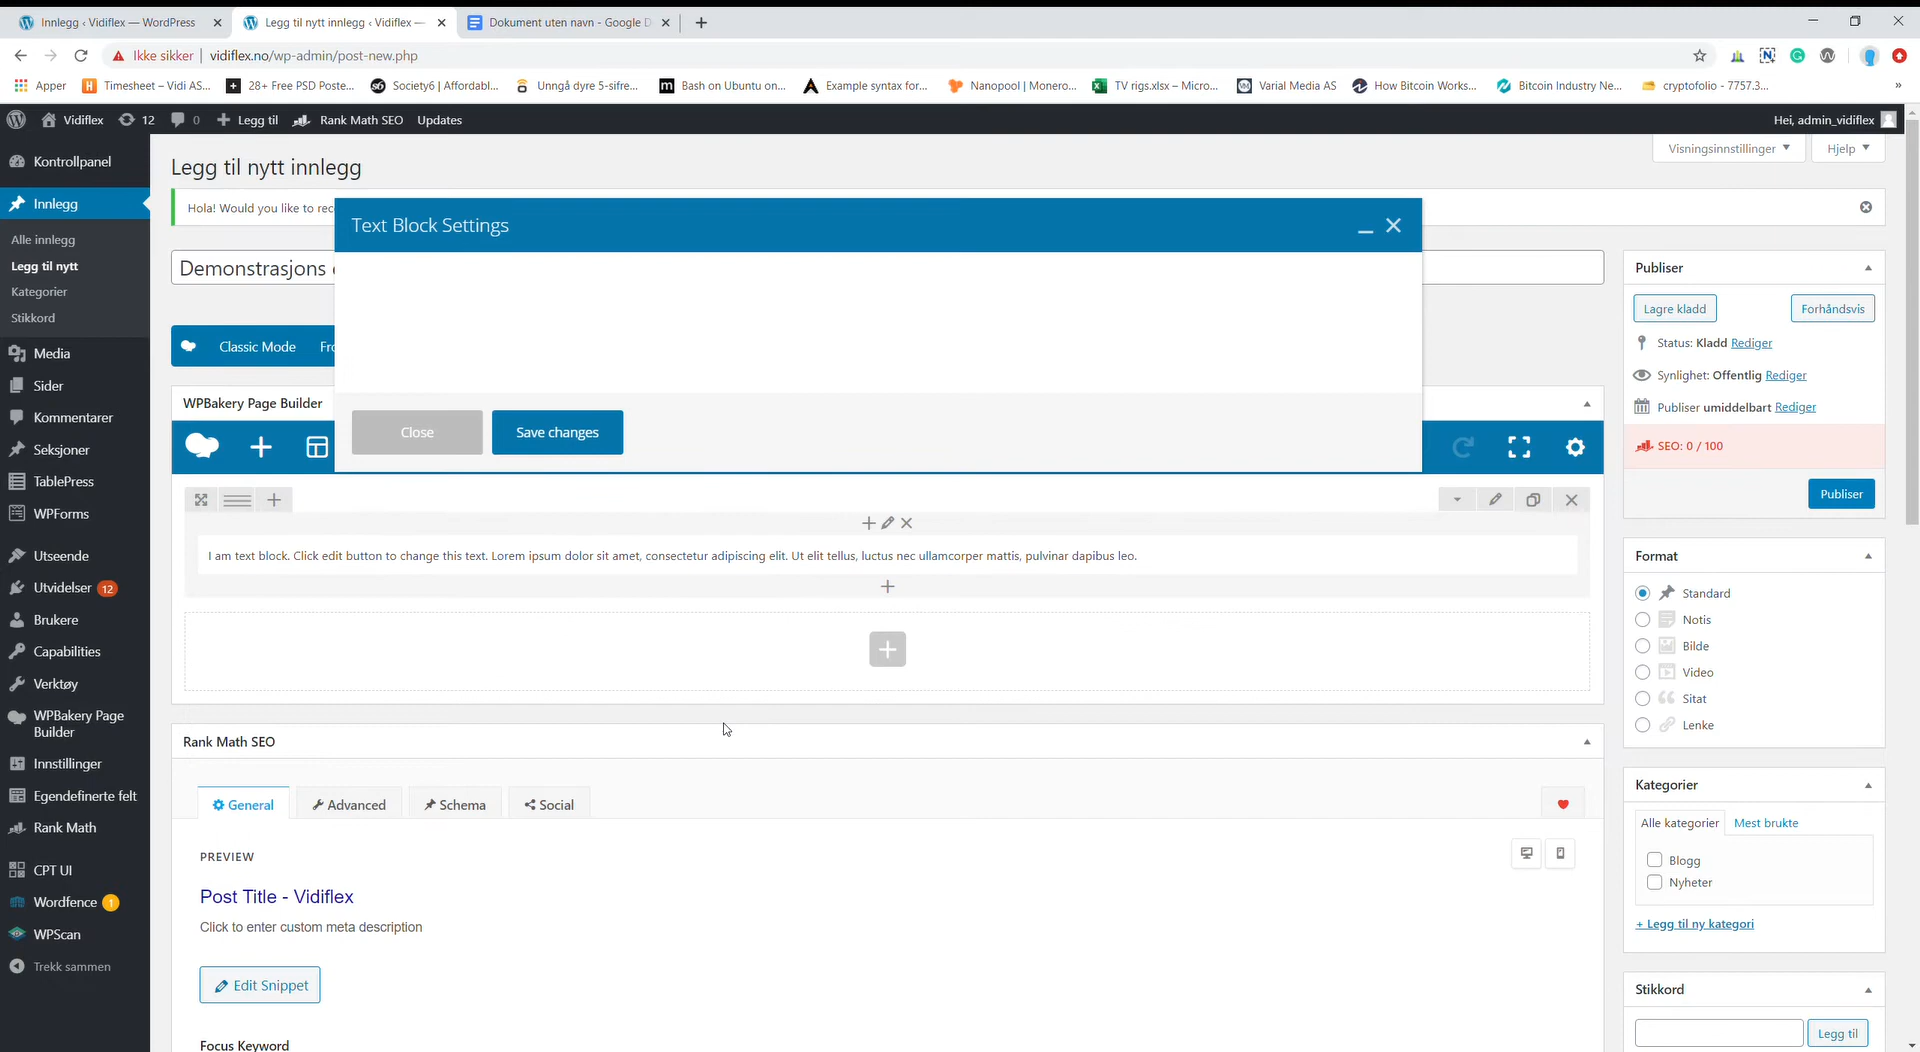 Innlegg ‹ Vidiflex — WordPress
Legg til nytt innlegg ‹ Vidiflex —
Dokument uten navn - Google D
Ikke sikker | vidiflex.no/wp-admin/post-new.php
Apper
Timesheet – Vidi AS...
28+ Free PSD Poste...
Society6 | Affordabl...
Unngå dyre 5-sifre...
Bash on Ubuntu on...
Example syntax for...
Nanopool | Monero...
TV rigs.xlsx – Micro...
Varial Media AS
How Bitcoin Works...
Bitcoin Industry Ne...
cryptofolio - 7757.3...
»
Vidiflex
12
0
Legg til
Rank Math SEO
Updates
Hei, admin_vidiflex
Kontrollpanel
Innlegg
Alle innlegg
Legg til nytt
Kategorier
Stikkord
Media
Sider
Kommentarer
Seksjoner
TablePress
WPForms
Utseende
Utvidelser 12
Brukere
Capabilities
Verktøy
WPBakery Page
Builder
Innstillinger
Egendefinerte felt
Rank Math
CPT UI
Wordfence 1
WPScan
Trekk sammen
Visningsinnstillinger
Hjelp
Legg til nytt innlegg
Hola! Would you like to rec
Demonstrasjons
Classic Mode
Fro
Text Block Settings
Close
Save changes
WPBakery Page Builder
I am text block. Click edit button to change this text. Lorem ipsum dolor sit amet, consectetur adipiscing elit. Ut elit tellus, luctus nec ullamcorper mattis, pulvinar dapibus leo.
Rank Math SEO
General
Advanced
Schema
Social
PREVIEW
Post Title - Vidiflex
Click to enter custom meta description
Edit Snippet
Focus Keyword
Publiser
Lagre kladd
Forhåndsvis
Status: Kladd Rediger
Synlighet: Offentlig Rediger
Publiser umiddelbart Rediger
SEO: 0 / 100
Publiser
Format
Standard
Notis
Bilde
Video
Sitat
Lenke
Kategorier
Alle kategorier
Mest brukte
Blogg
Nyheter
+ Legg til ny kategori
Stikkord
Legg til